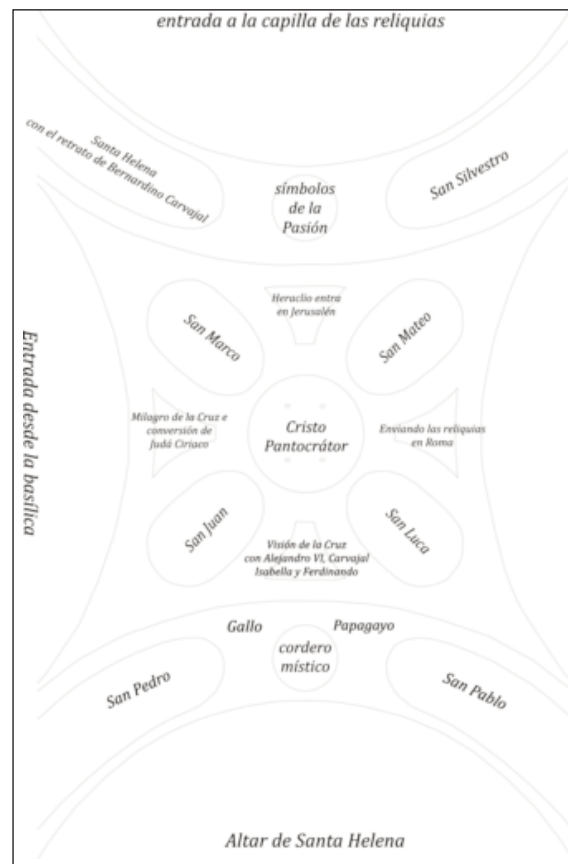 entrada a la capilla de las reliquias
Santa Helena
con el retrato de Bernardino Carvajal
símbolos
de la
Pasión
San Silvestro
Heraclio entra
en Jerusalén
San Marco
San Mateo
Entrada desde la basílica
Milagro de la Cruz e
conversión de
Judá Ciriaco
Cristo
Pantocrátor
Enviando las reliquias
en Roma
San Juan
San Luca
Visión de la Cruz
con Alejandro VI, Carvajal
Isabella y Ferdinando
Gallo
Papagayo
cordero
místico
San Pedro
San Pablo
Altar de Santa Helena